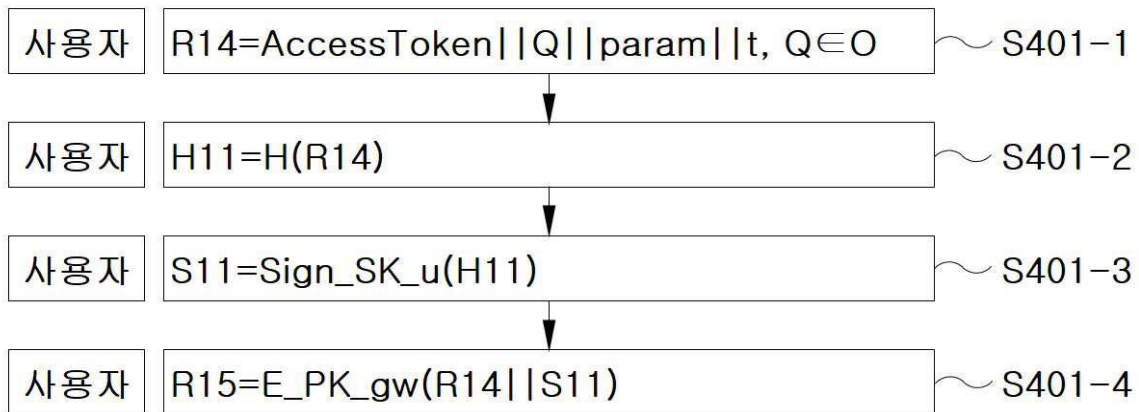 사용자 R14=AccessToken||Q||param||t, Q∈O S401-1
사용자 H11=H(R14) S401-2
사용자 S11=Sign_SK_u(H11) S401-3
사용자 R15=E_PK_gw(R14||S11) S401-4